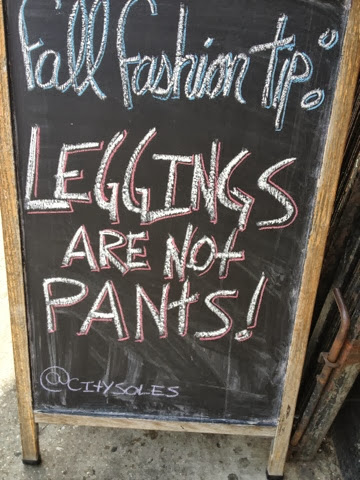 fall fashion tip:
LEGGINGS
ARE Not
PANtS!
@CItYSOLES